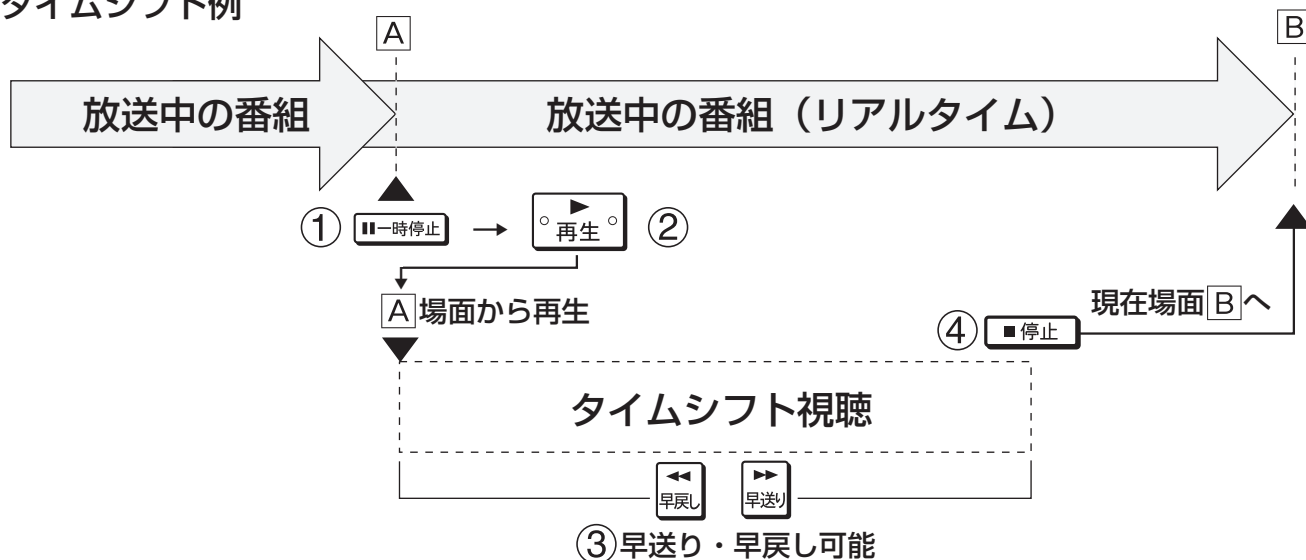 タイムシフト例
A
B
放送中の番組
放送中の番組（リアルタイム）
① ▮▮一時停止 → ▶再生 ②
A 場面から再生
現在場面 B へ
④ ■停止
タイムシフト視聴
◀◀ 早戻し
▶▶ 早送り
③早送り・早戻し可能